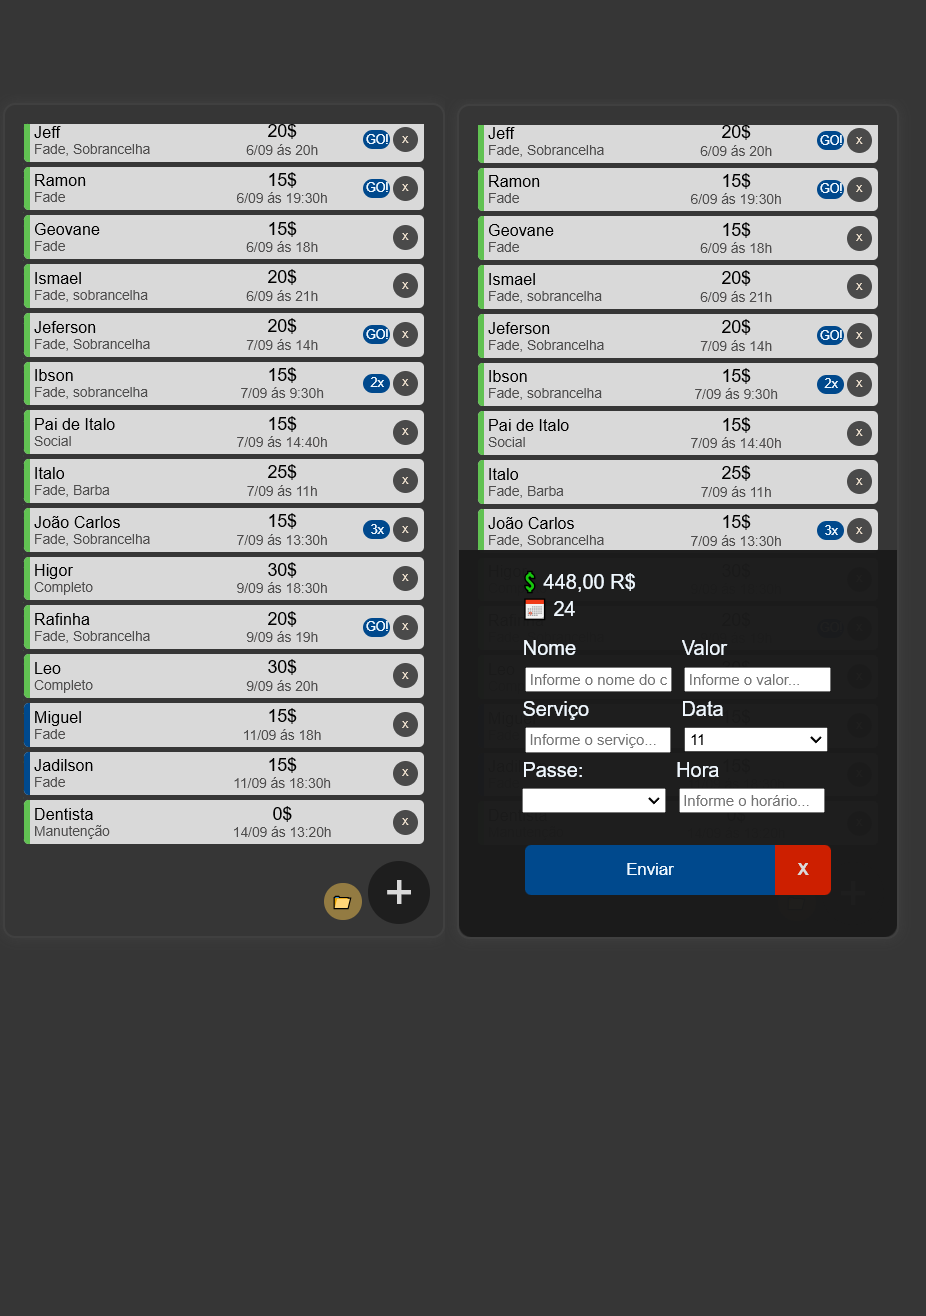 Jeff 20$ GO! x
Fade, Sobrancelha 6/09 ás 20h
Ramon 15$ GO! x
Fade 6/09 ás 19:30h
Geovane 15$ x
Fade 6/09 ás 18h
Ismael 20$ x
Fade, sobrancelha 6/09 ás 21h
Jeferson 20$ GO! x
Fade, Sobrancelha 7/09 ás 14h
Ibson 15$ 2x x
Fade, sobrancelha 7/09 ás 9:30h
Pai de Italo 15$ x
Social 7/09 ás 14:40h
Italo 25$ x
Fade, Barba 7/09 ás 11h
João Carlos 15$ 3x x
Fade, Sobrancelha 7/09 ás 13:30h
Higor 30$ x
Completo 9/09 ás 18:30h
Rafinha 20$ GO! x
Fade, Sobrancelha 9/09 ás 19h
Leo 30$ x
Completo 9/09 ás 20h
Miguel 15$ x
Fade 11/09 ás 18h
Jadilson 15$ x
Fade 11/09 ás 18:30h
Dentista 0$ x
Manutenção 14/09 ás 13:20h
+
Jeff 20$ GO! x
Fade, Sobrancelha 6/09 ás 20h
Ramon 15$ GO! x
Fade 6/09 ás 19:30h
Geovane 15$ x
Fade 6/09 ás 18h
Ismael 20$ x
Fade, sobrancelha 6/09 ás 21h
Jeferson 20$ GO! x
Fade, Sobrancelha 7/09 ás 14h
Ibson 15$ 2x x
Fade, sobrancelha 7/09 ás 9:30h
Pai de Italo 15$ x
Social 7/09 ás 14:40h
Italo 25$ x
Fade, Barba 7/09 ás 11h
João Carlos 15$ 3x x
Fade, Sobrancelha 7/09 ás 13:30h
$ 448,00 R$
24
Nome Valor
Informe o nome do c Informe o valor...
Serviço Data
Informe o serviço... 11
Passe: Hora
Informe o horário...
Enviar X